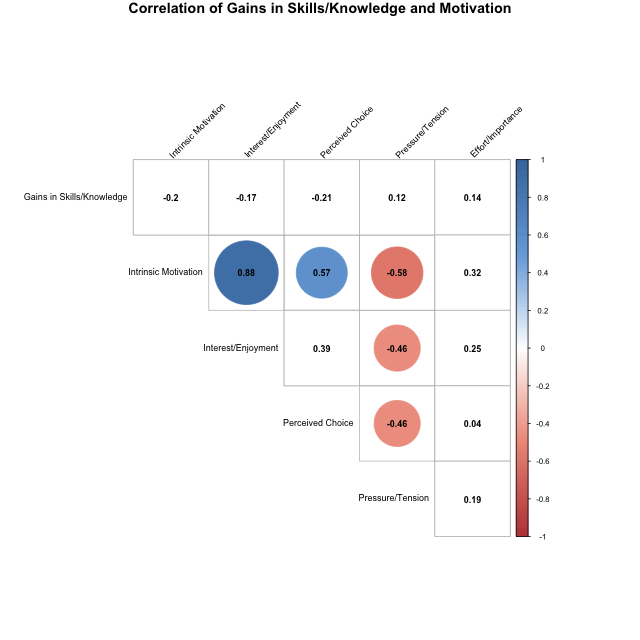 Correlation of Gains in Skills/Knowledge and Motivation
Intrinsic Motivation
Interest/Enjoyment
Perceived Choice
Pressure/Tension
Effort/Importance
Gains in Skills/Knowledge -0.2 -0.17 -0.21 0.12 0.14
Intrinsic Motivation 0.88 0.57 -0.58 0.32
Interest/Enjoyment 0.39 -0.46 0.25
Perceived Choice -0.46 0.04
Pressure/Tension 0.19
1
0.8
0.6
0.4
0.2
0
-0.2
-0.4
-0.6
-0.8
-1